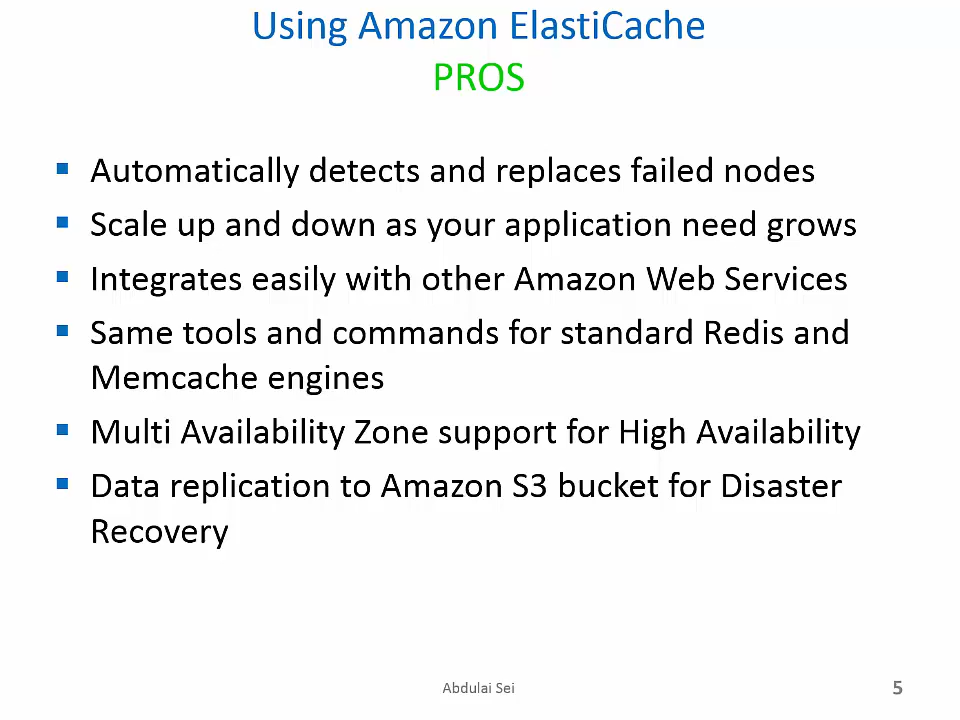 Using Amazon ElastiCache
PROS
▪ Automatically detects and replaces failed nodes
▪ Scale up and down as your application need grows
▪ Integrates easily with other Amazon Web Services
▪ Same tools and commands for standard Redis and
Memcache engines
▪ Multi Availability Zone support for High Availability
▪ Data replication to Amazon S3 bucket for Disaster
Recovery
Abdulai Sei
5